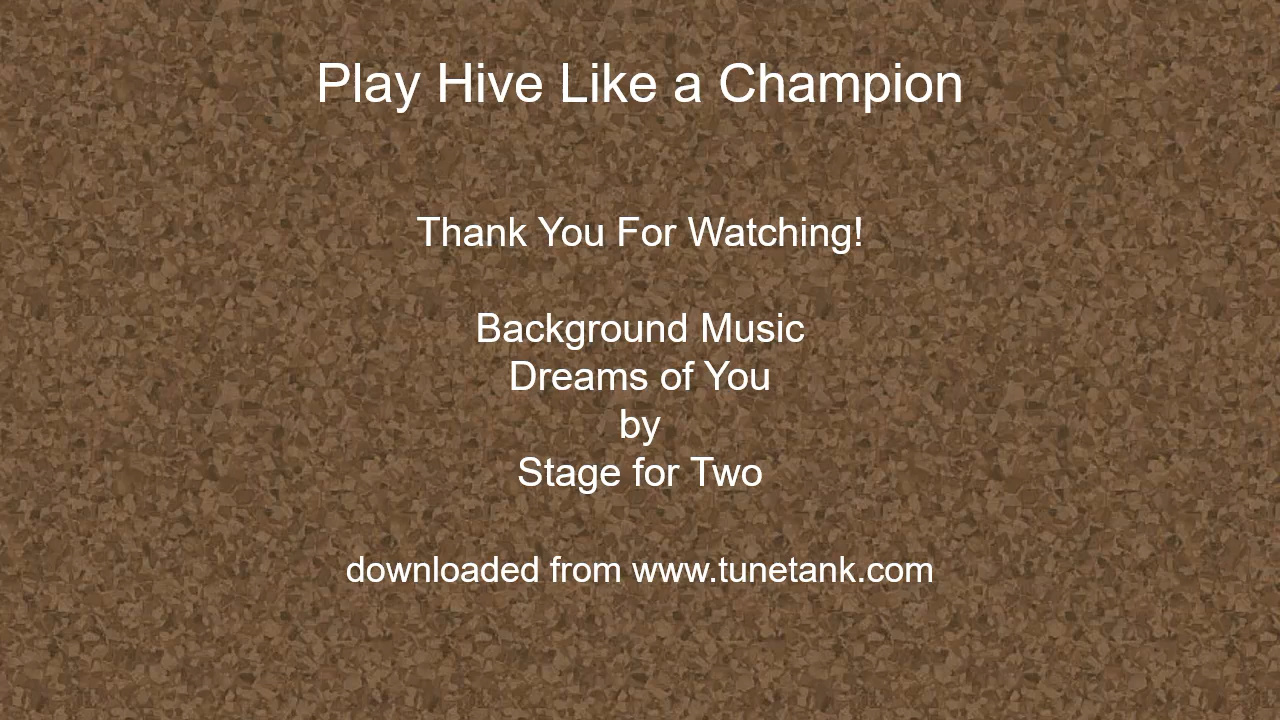 Play Hive Like a Champion
Thank You For Watching!
Background Music
Dreams of You
by
Stage for Two
downloaded from www.tunetank.com